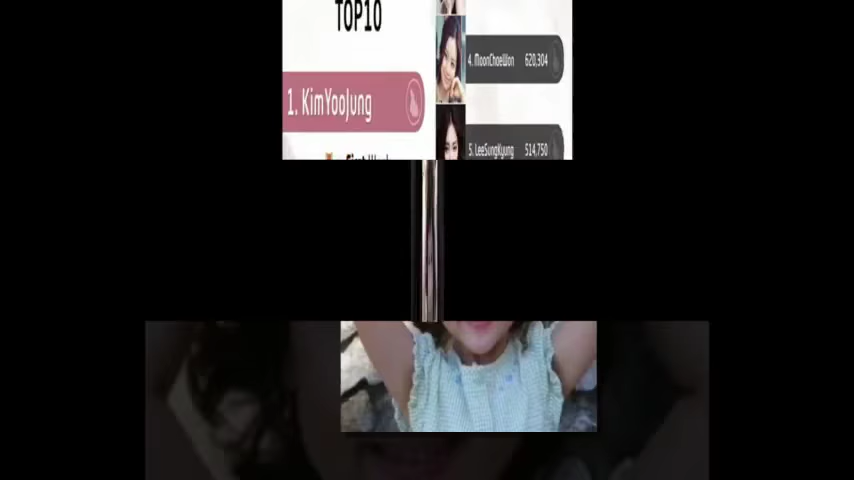 TOP10
1. KimYooJung
4. MoonChaeWon 620,304
5. LeeSungKyung 514,750